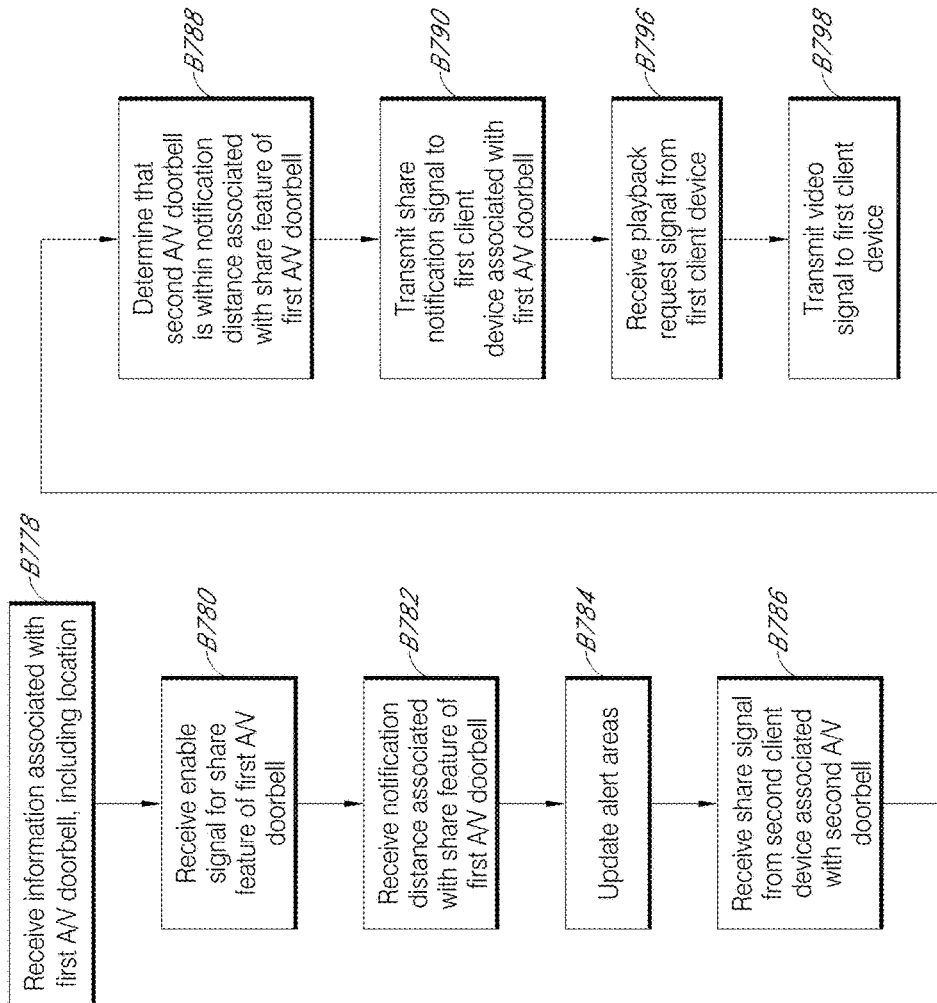 Receive information associated with
first A/V doorbell, including location
B778
Receive enable
signal for share
feature of first A/V
doorbell
B780
Receive notification
distance associated
with share feature of
first A/V doorbell
B782
Update alert areas
B784
Receive share signal
from second client
device associated
with second A/V
doorbell
B786
Determine that
second A/V doorbell
is within notification
distance associated
with share feature of
first A/V doorbell
B788
Transmit share
notification signal to
first client
device associated with
first A/V doorbell
B790
Receive playback
request signal from
first client device
B796
Transmit video
signal to first client
device
B798